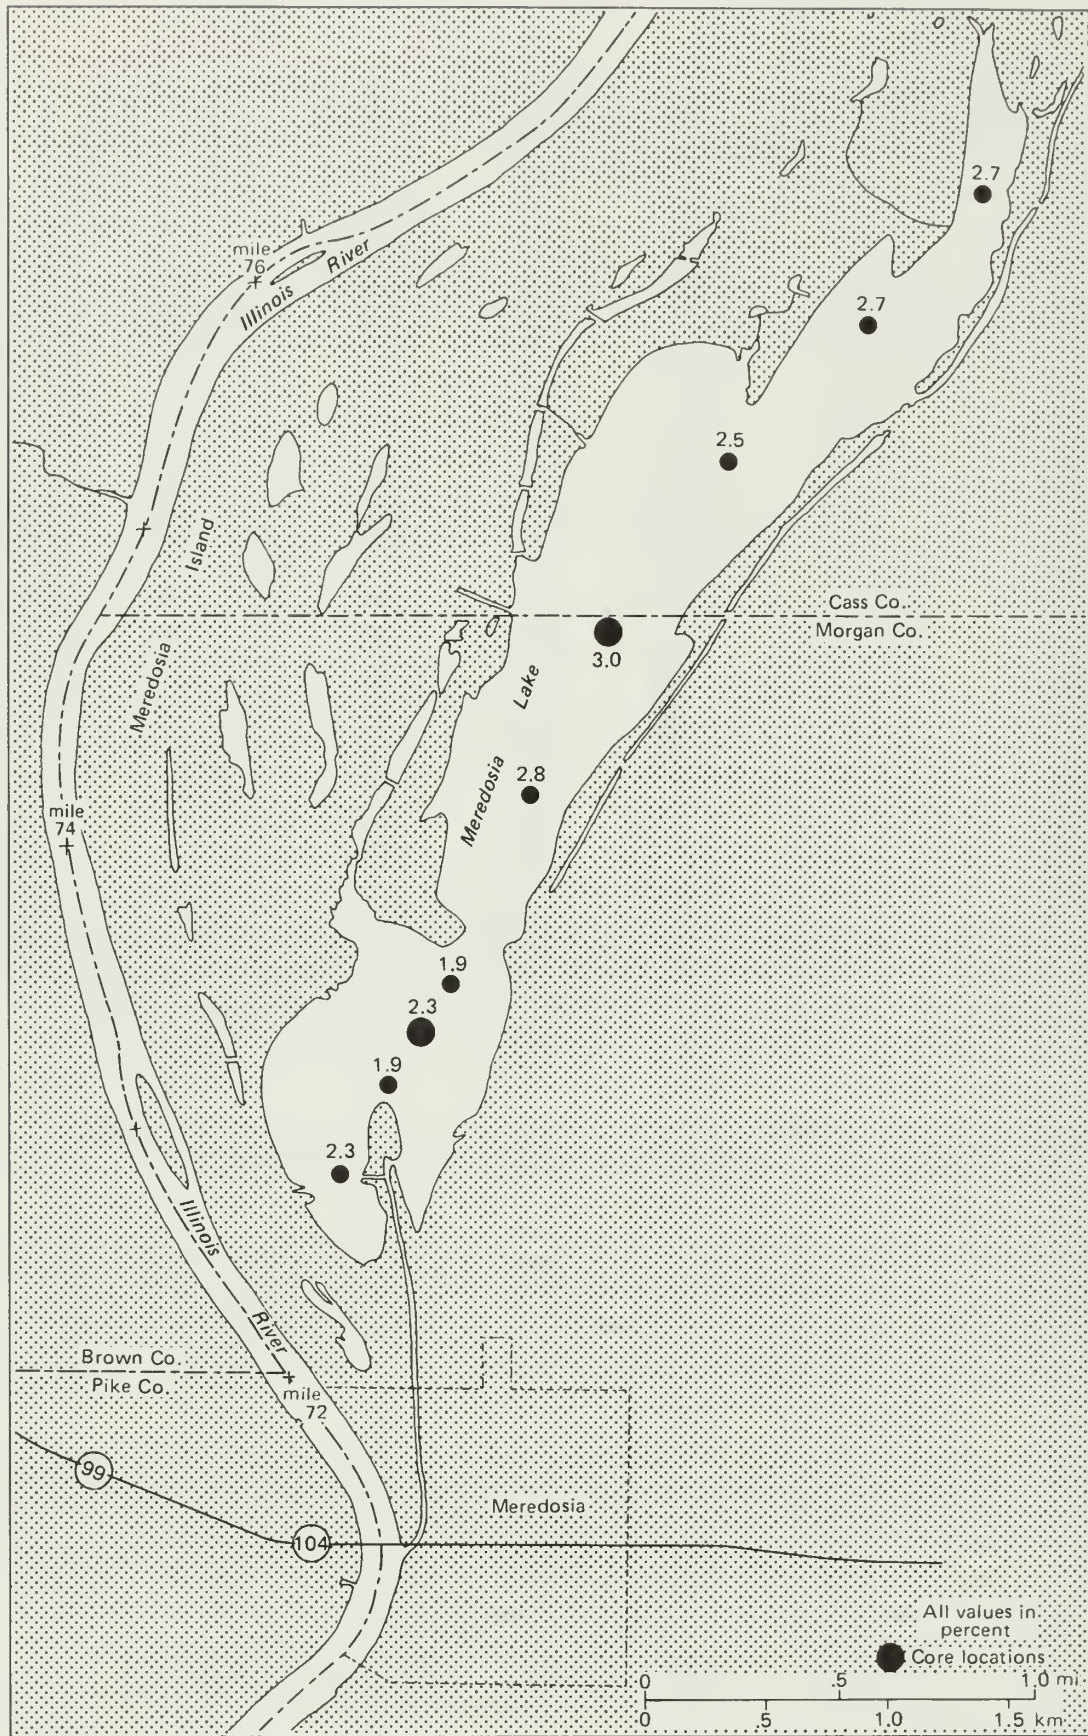 2.7
mile
76
Illinois River
2.7
2.5
Island
Cass Co.
Morgan Co.
3.0
Meredosia
Lake
2.8
Meredosia
mile
74
1.9
2.3
1.9
2.3
Illinois
River
Brown Co.
Pike Co.
mile
72
99
Meredosia
104
All values in
percent
Core locations
0 .5 1.0 mi
0 .5 1.0 km